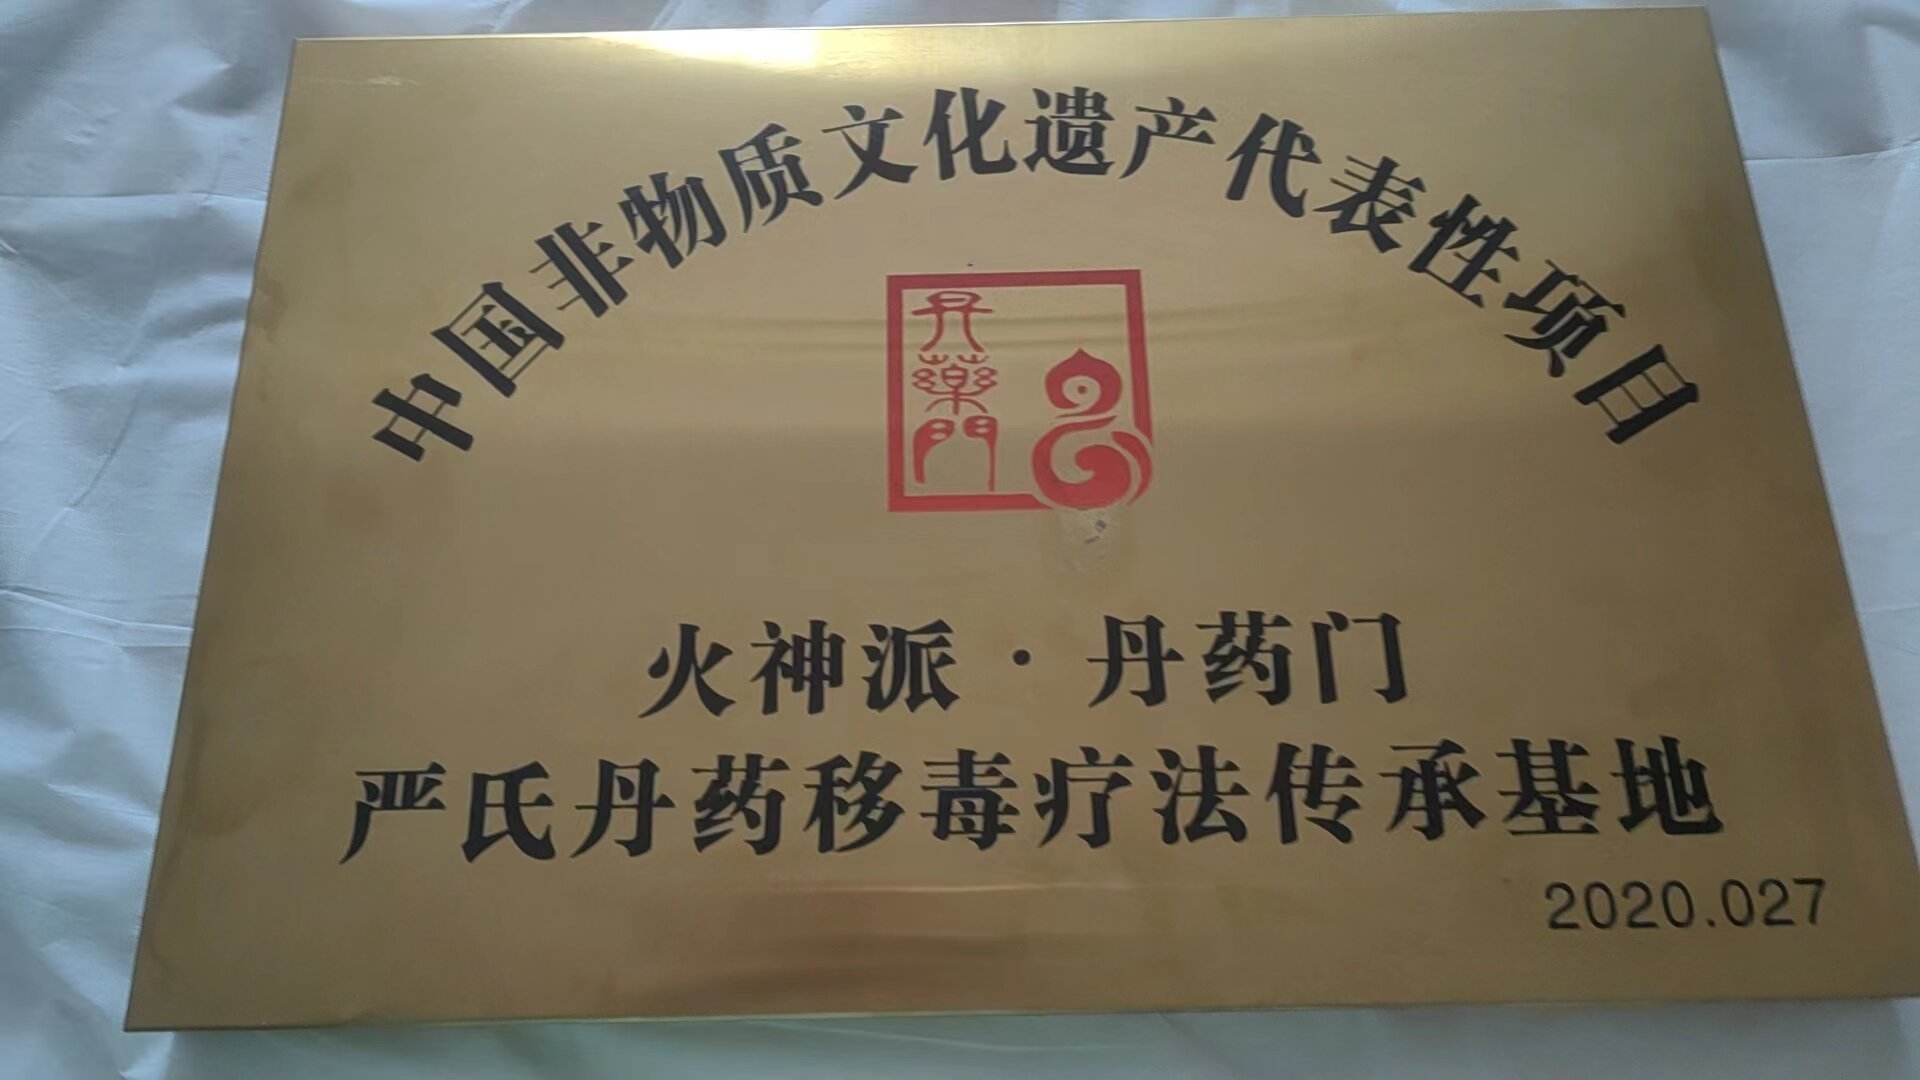 中国非物质文化遗产代表性项目
丹
藥
門
火神派·丹药门
严氏丹药移毒疗法传承基地
2020.027